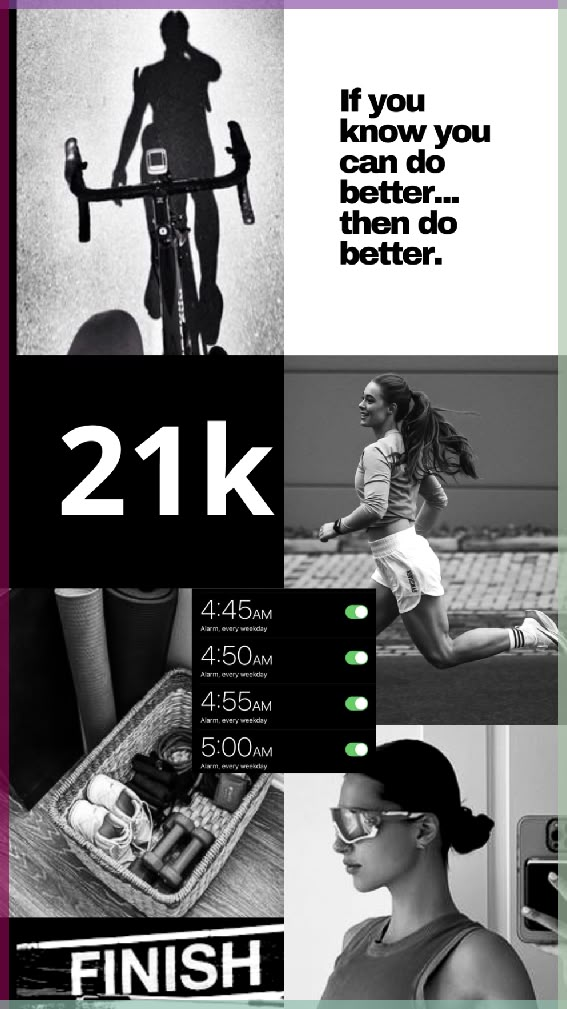 If you
know you
can do
better...
then do
better.
21k
4:45AM
Alarm, every weekday
4:50AM
Alarm, every weekday
4:55AM
Alarm, every weekday
5:00AM
Alarm, every weekday
FINISH